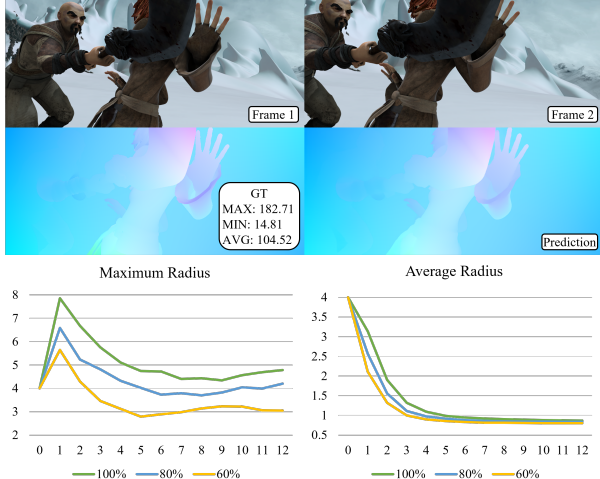 Frame 1
Frame 2
GT
MAX: 182.71
MIN: 14.81
AVG: 104.52
Prediction
Maximum Radius
8
7
6
5
4
3
2
0 1 2 3 4 5 6 7 8 9 10 11 12
100% 80% 60%
Average Radius
4
3.5
3
2.5
2
1.5
1
0.5
0 1 2 3 4 5 6 7 8 9 10 11 12
100% 80% 60%